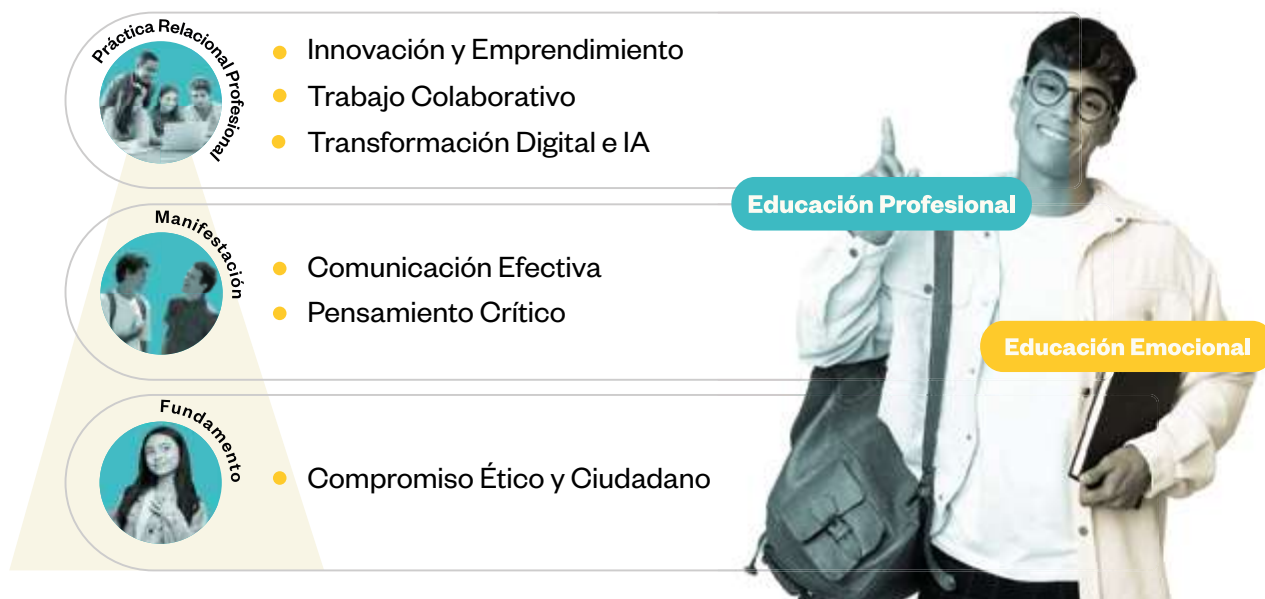 Práctica Relacional Profesional
Innovación y Emprendimiento
Trabajo Colaborativo
Transformación Digital e IA
Educación Profesional
Manifestación
Comunicación Efectiva
Pensamiento Crítico
Educación Emocional
Fundamento
Compromiso Ético y Ciudadano